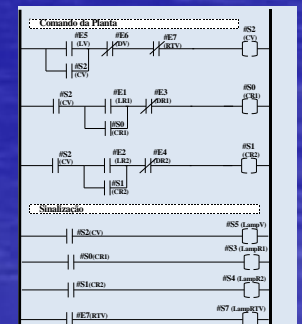 Comando da Planta
#E5 #E6 #E7 #S2
(LV) (DV) (RTV) (CV)
#S2
(CV)
#S2 #E1 #E3 #S0
(CV) (LR1) (DR1) (CR1)
#S0
(CR1)
#S2 #E2 #E4 #S1
(CV) (LR2) (DR2) (CR2)
#S1
(CR2)
Sinalização
#S2(CV) #S5 (LampV)
#S0(CR1) #S3 (LampR1)
#S1(CR2) #S4 (LampR2)
#E7(RTV) #S7 (LampRTV)